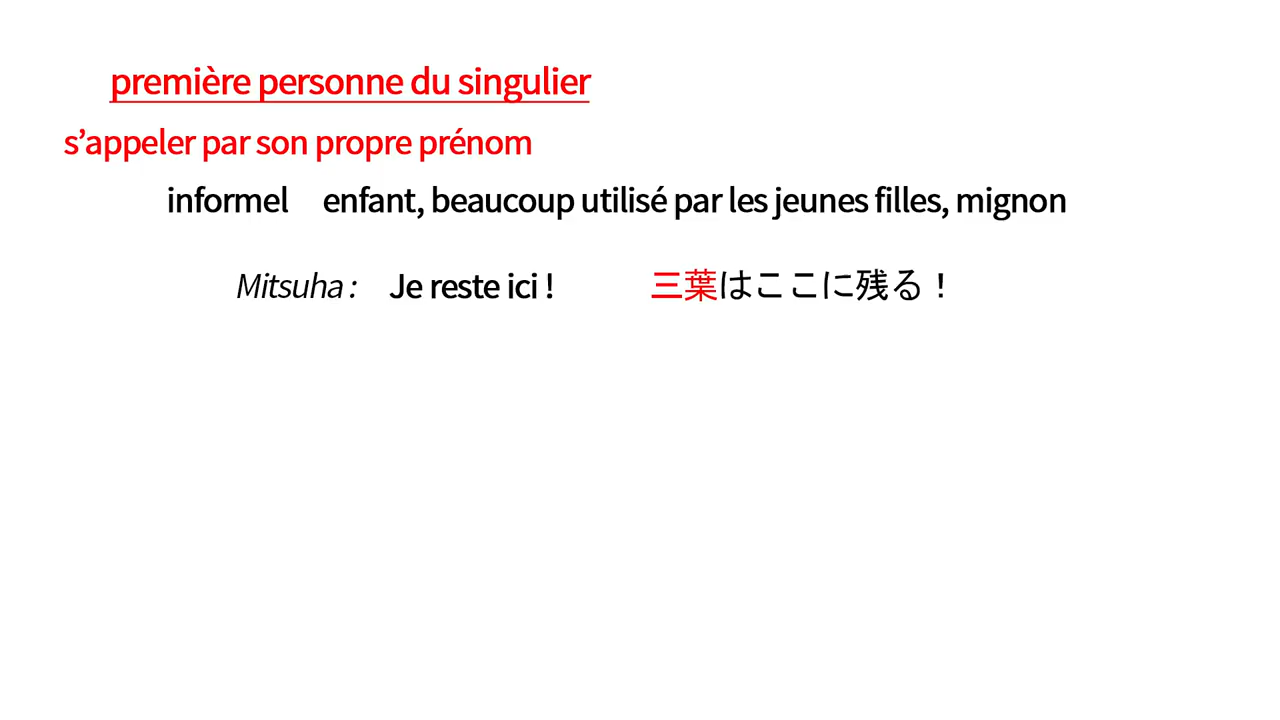 première personne du singulier
s’appeler par son propre prénom
informel enfant, beaucoup utilisé par les jeunes filles, mignon
Mitsuha : Je reste ici ! 三葉はここに残る！